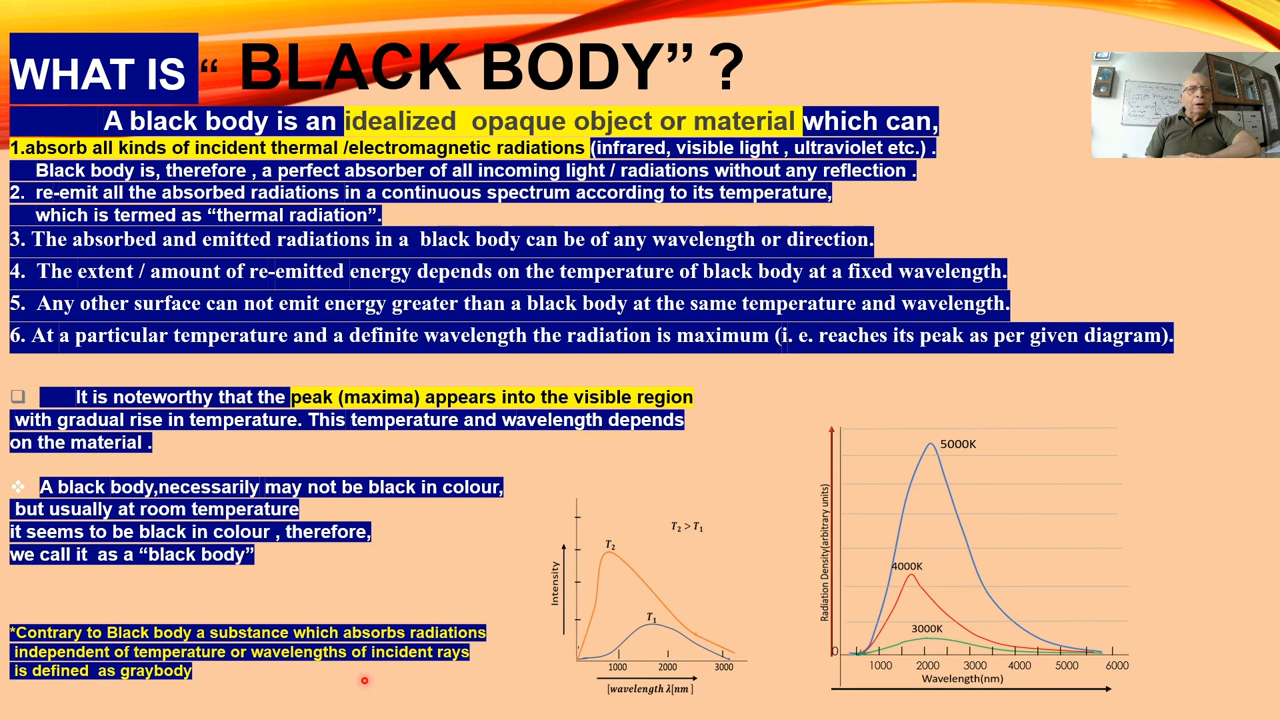 WHAT IS “ BLACK BODY” ?
A black body is an idealized opaque object or material which can,
1.absorb all kinds of incident thermal /electromagnetic radiations (infrared, visible light , ultraviolet etc.) .
Black body is, therefore , a perfect absorber of all incoming light / radiations without any reflection .
2. re-emit all the absorbed radiations in a continuous spectrum according to its temperature,
which is termed as “thermal radiation”.
3. The absorbed and emitted radiations in a black body can be of any wavelength or direction.
4. The extent / amount of re-emitted energy depends on the temperature of black body at a fixed wavelength.
5. Any other surface can not emit energy greater than a black body at the same temperature and wavelength.
6. At a particular temperature and a definite wavelength the radiation is maximum (i. e. reaches its peak as per given diagram).
It is noteworthy that the peak (maxima) appears into the visible region
with gradual rise in temperature. This temperature and wavelength depends
on the material .
A black body,necessarily may not be black in colour,
but usually at room temperature
it seems to be black in colour , therefore,
we call it as a “black body”
*Contrary to Black body a substance which absorbs radiations
independent of temperature or wavelengths of incident rays
is defined as graybody
T2 > T1
T2
T1
Intensity
1000 2000 3000
[wavelength λ[nm]
5000K
4000K
3000K
Radiation Density(arbitrary units)
0 1000 2000 3000 4000 5000 6000
Wavelength(nm)